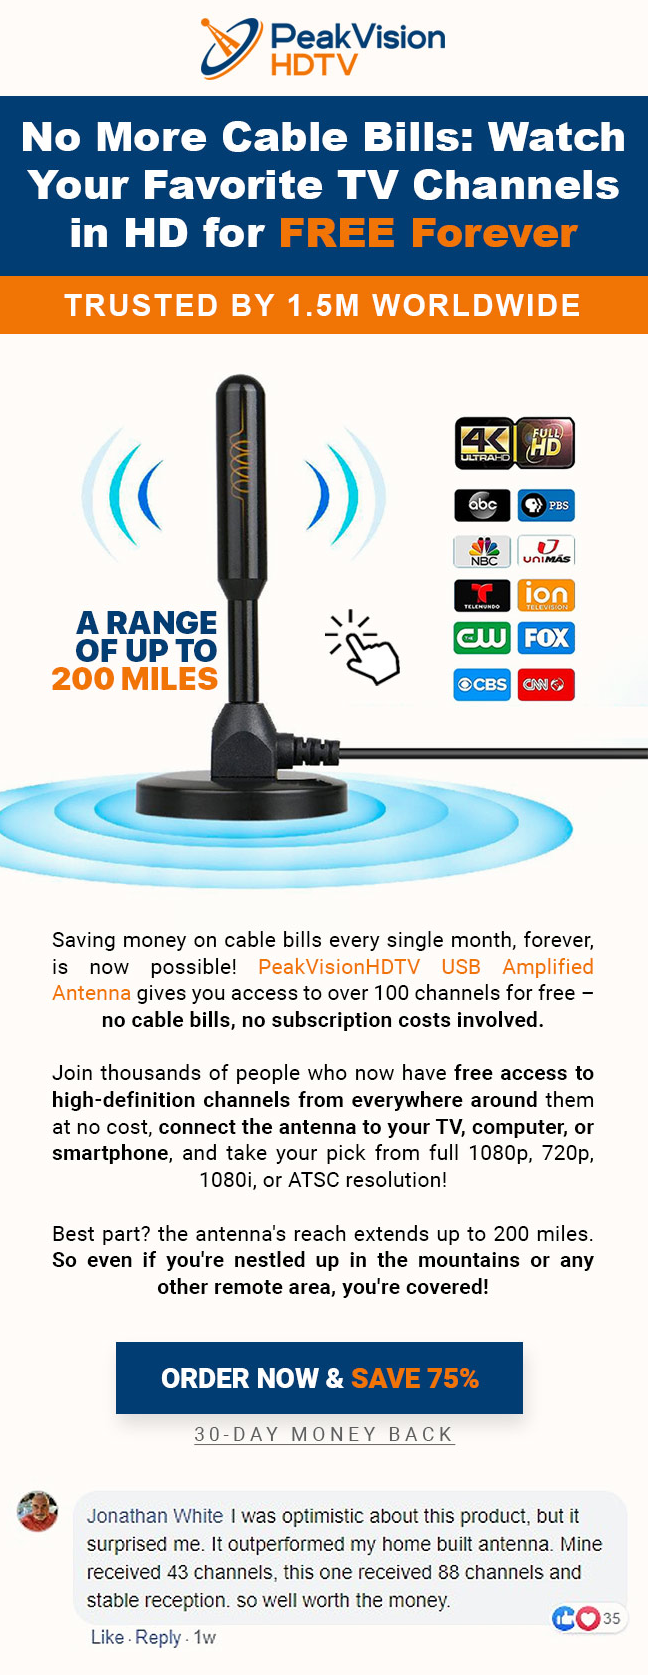 PeakVision
HDTV
No More Cable Bills: Watch
Your Favorite TV Channels
in HD for FREE Forever
TRUSTED BY 1.5M WORLDWIDE
4K
ULTRAHD
FULL
HD
abc
PBS
NBC
UNIMÁS
TELEMUNDO
ion
TELEVISION
THE
CW
FOX
CBS
CNN
A RANGE
OF UP TO
200 MILES
Saving money on cable bills every single month, forever,
is now possible! PeakVisionHDTV USB Amplified
Antenna gives you access to over 100 channels for free –
no cable bills, no subscription costs involved.
Join thousands of people who now have free access to
high-definition channels from everywhere around them
at no cost, connect the antenna to your TV, computer, or
smartphone, and take your pick from full 1080p, 720p,
1080i, or ATSC resolution!
Best part? the antenna's reach extends up to 200 miles.
So even if you're nestled up in the mountains or any
other remote area, you're covered!
ORDER NOW & SAVE 75%
30-DAY MONEY BACK
Jonathan White I was optimistic about this product, but it
surprised me. It outperformed my home built antenna. Mine
received 43 channels, this one received 88 channels and
stable reception. so well worth the money.
35
Like · Reply · 1w